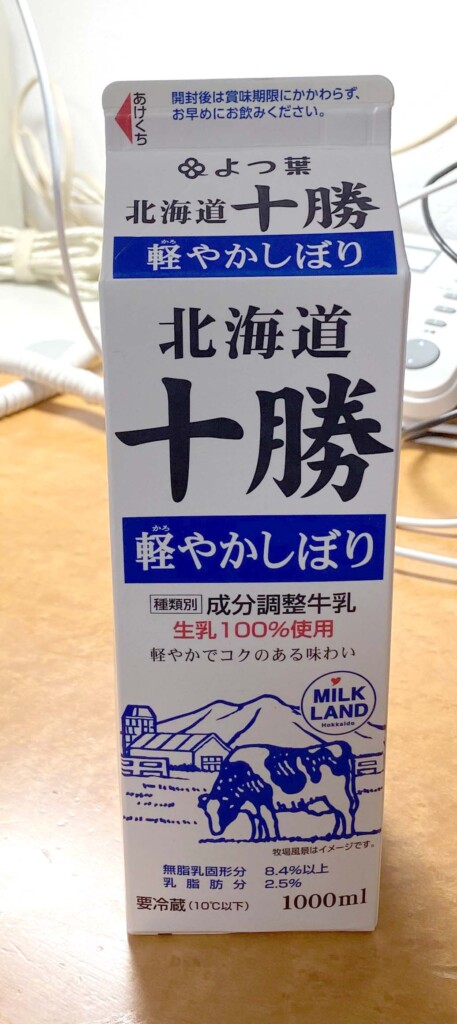 あけくち
開封後は賞味期限にかかわらず、
お早めにお飲みください。
よつ葉
北海道 十勝
かろ
軽やかしぼり
北海道
十勝
かろ
軽やかしぼり
種類別 成分調整牛乳
生乳100%使用
軽やかでコクのある味わい
MILK
LAND
Hokkaido
牧場風景はイメージです。
無脂乳固形分 8.4%以上
乳脂肪分 2.5%
要冷蔵(10℃以下) 1000ml